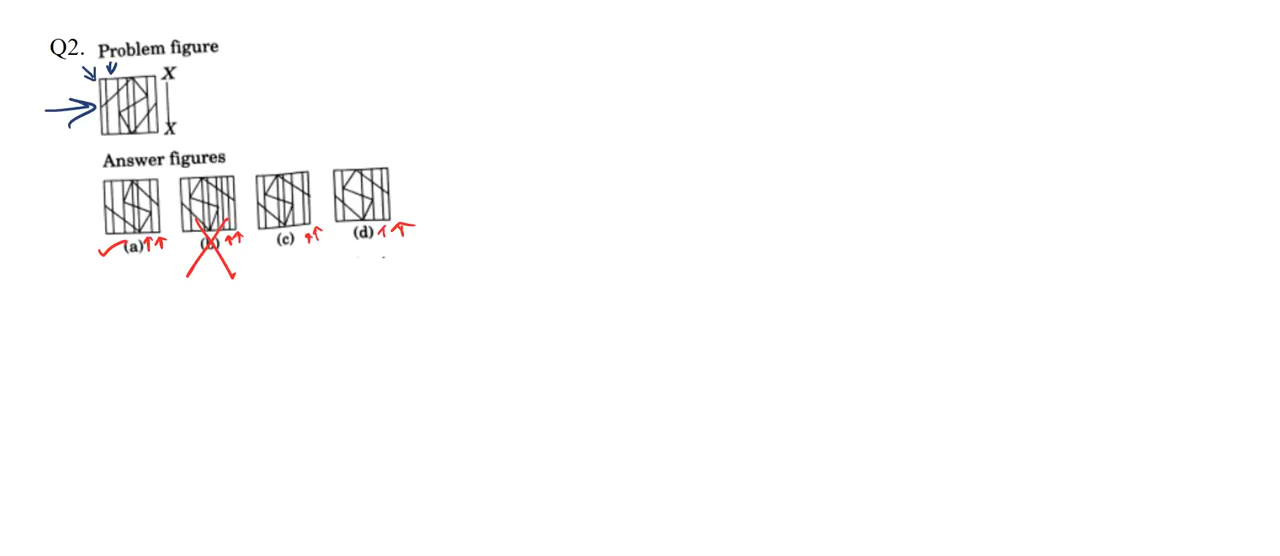 Q2. Problem figure
X
X
Answer figures
(a) (b) (c) (d)